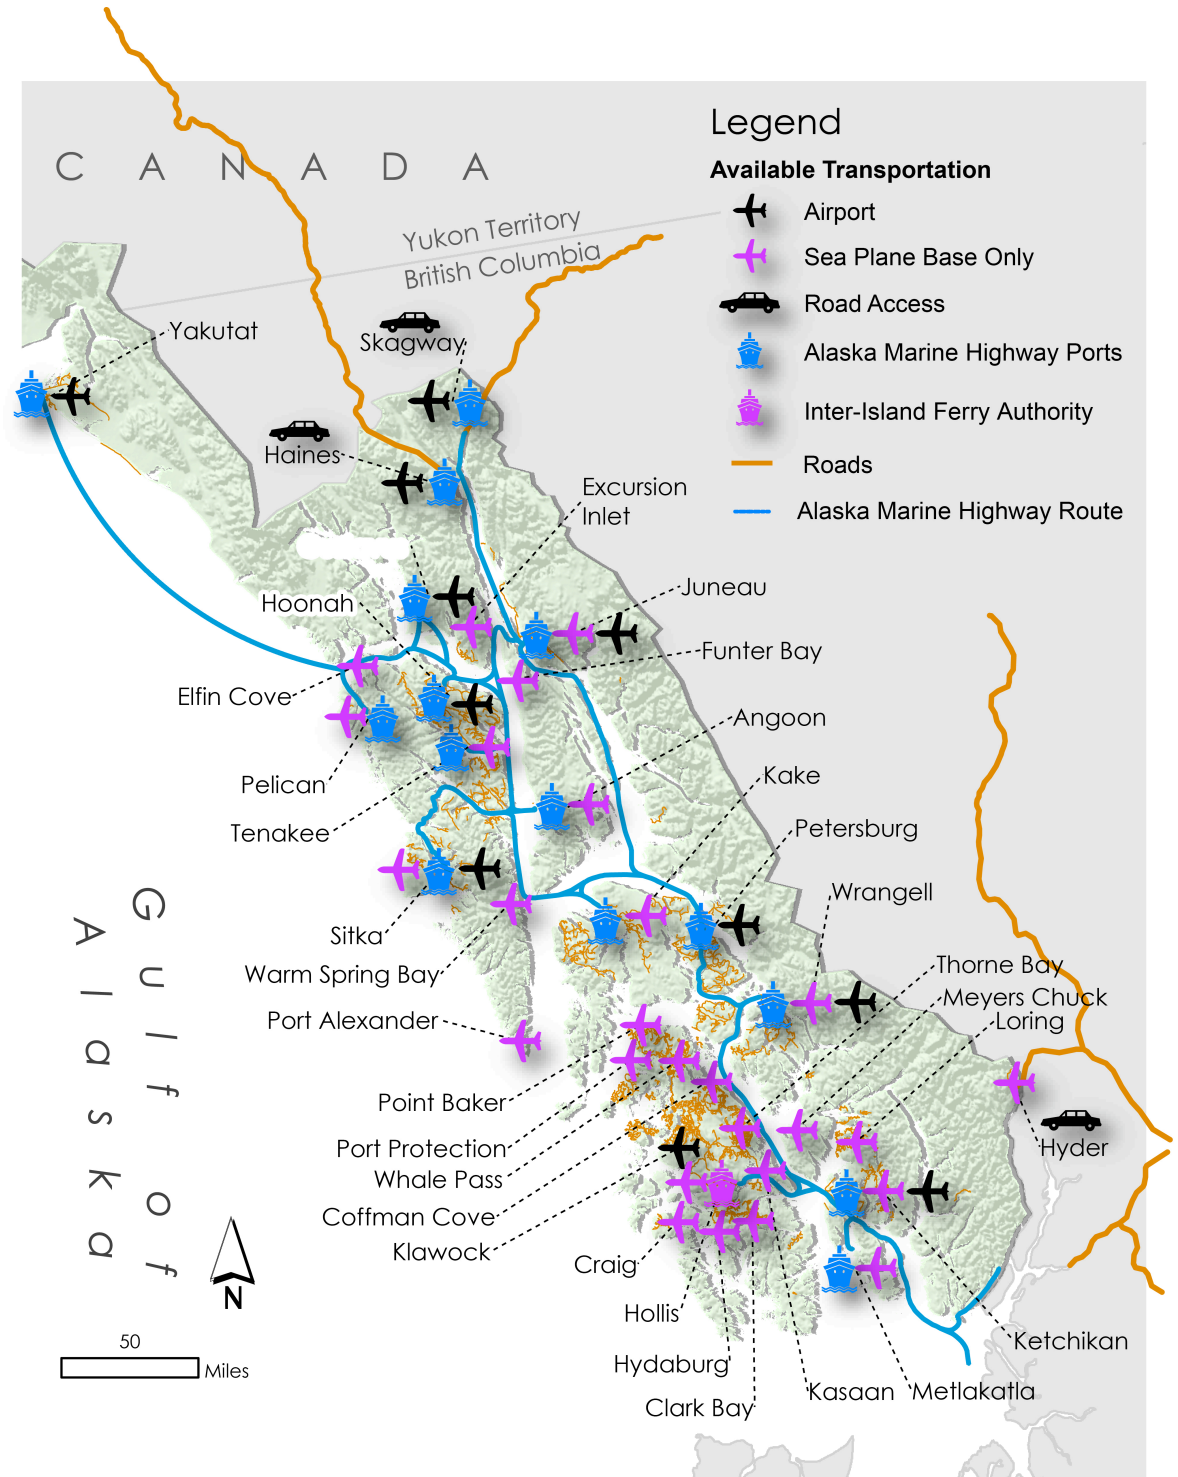 C A N A D A
Yukon Territory
British Columbia
Legend
Available Transportation
Airport
Sea Plane Base Only
Road Access
Alaska Marine Highway Ports
Inter-Island Ferry Authority
Roads
Alaska Marine Highway Route
Yakutat
Skagway
Haines
Excursion
Inlet
Hoonah
Juneau
Funter Bay
Elfin Cove
Angoon
Pelican
Kake
Tenakee
Petersburg
Wrangell
Sitka
Warm Spring Bay
Thorne Bay
Meyers Chuck
Loring
Port Alexander
Point Baker
Port Protection
Whale Pass
Coffman Cove
Klawock
Hyder
Craig
Hollis
Hydaburg
Clark Bay
Kasaan
Metlakatla
Ketchikan
Gulf of
Alaska
N
50
Miles